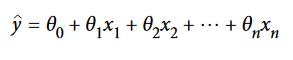 ŷ = θ₀ + θ₁x₁ + θ₂x₂ + ⋯ + θₙxₙ